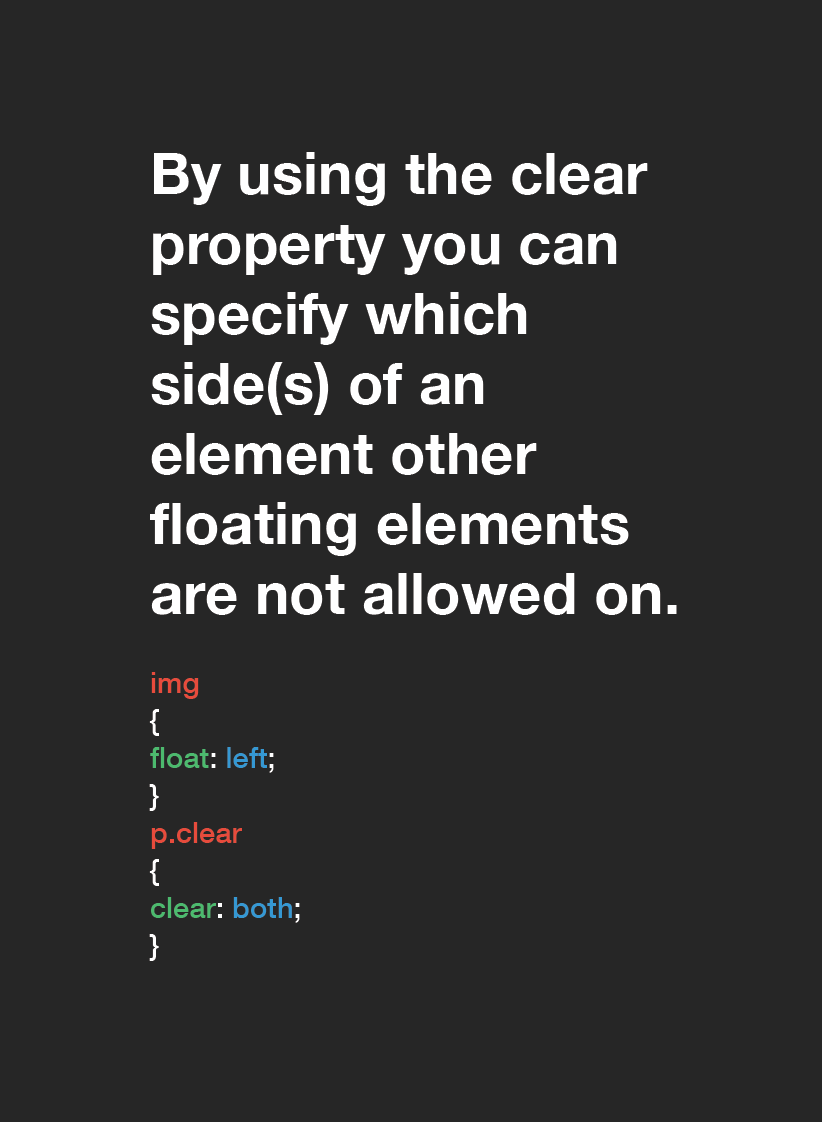 By using the clear
property you can
specify which
side(s) of an
element other
floating elements
are not allowed on.
img
{
float: left;
}
p.clear
{
clear: both;
}